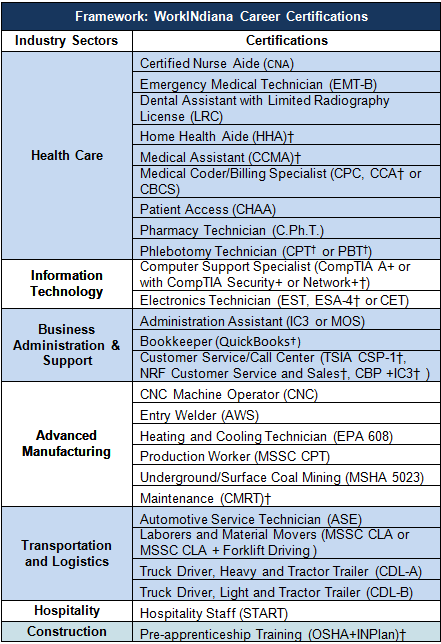 Framework: WorkINdiana Career Certifications
Industry Sectors
Certifications
Health Care
Certified Nurse Aide (CNA)
Emergency Medical Technician (EMT-B)
Dental Assistant with Limited Radiography
License (LRC)
Home Health Aide (HHA)†
Medical Assistant (CCMA)†
Medical Coder/Billing Specialist (CPC, CCA† or
CBCS)
Patient Access (CHAA)
Pharmacy Technician (C.Ph.T.)
Phlebotomy Technician (CPT† or PBT†)
Information
Technology
Computer Support Specialist (CompTIA A+ or
with CompTIA Security+ or Network+†)
Electronics Technician (EST, ESA-4† or CET)
Business
Administration &
Support
Administration Assistant (IC3 or MOS)
Bookkeeper (QuickBooks†)
Customer Service/Call Center (TSIA CSP-1†,
NRF Customer Service and Sales†, CBP +IC3† )
Advanced
Manufacturing
CNC Machine Operator (CNC)
Entry Welder (AWS)
Heating and Cooling Technician (EPA 608)
Production Worker (MSSC CPT)
Underground/Surface Coal Mining (MSHA 5023)
Maintenance (CMRT)†
Transportation
and Logistics
Automotive Service Technician (ASE)
Laborers and Material Movers (MSSC CLA or
MSSC CLA + Forklift Driving )
Truck Driver, Heavy and Tractor Trailer (CDL-A)
Truck Driver, Light and Tractor Trailer (CDL-B)
Hospitality
Hospitality Staff (START)
Construction
Pre-apprenticeship Training (OSHA+INPlan)†